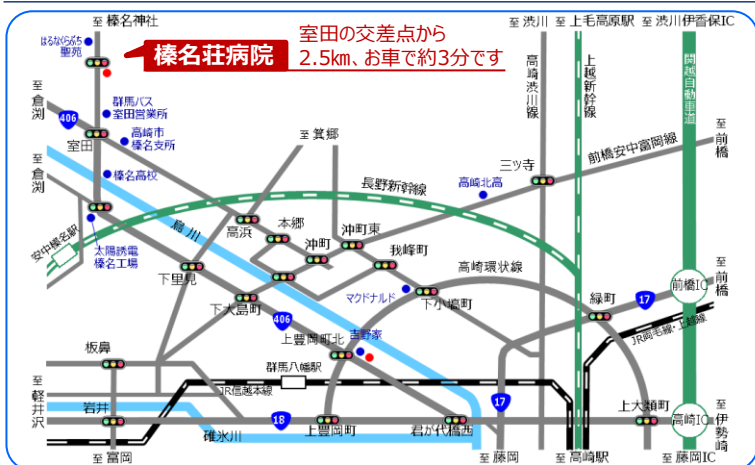 至 榛名神社
はるなくらぶち
聖苑
榛名荘病院
室田の交差点から
2.5km、お車で約3分です
至 渋川
至 上毛高原駅
至 渋川伊香保IC
至 倉渕
406
群馬バス
室田営業所
室田
高崎市
榛名支所
至 箕郷
高崎渋川線
上越新幹線
関越自動車道
至 前橋
前橋安中富岡線
三ツ寺
至 倉渕
榛名高校
高崎北高
長野新幹線
烏川
安中榛名駅
太陽誘電
榛名工場
高浜
本郷
沖町
沖町東
我峰町
下里見
下大島町
マクドナルド
下小塙町
高崎環状線
緑町
17
前橋IC
至 前橋
JR両毛線・上越線
406
上豊岡町北
吉野家
板鼻
群馬八幡駅
JR信越本線
至 軽井沢
岩井
18
碓氷川
上豊岡町
君が代橋西
17
上大類町
高崎IC
至 伊勢崎
至 富岡
至 藤岡
至 高崎駅
至 藤岡IC